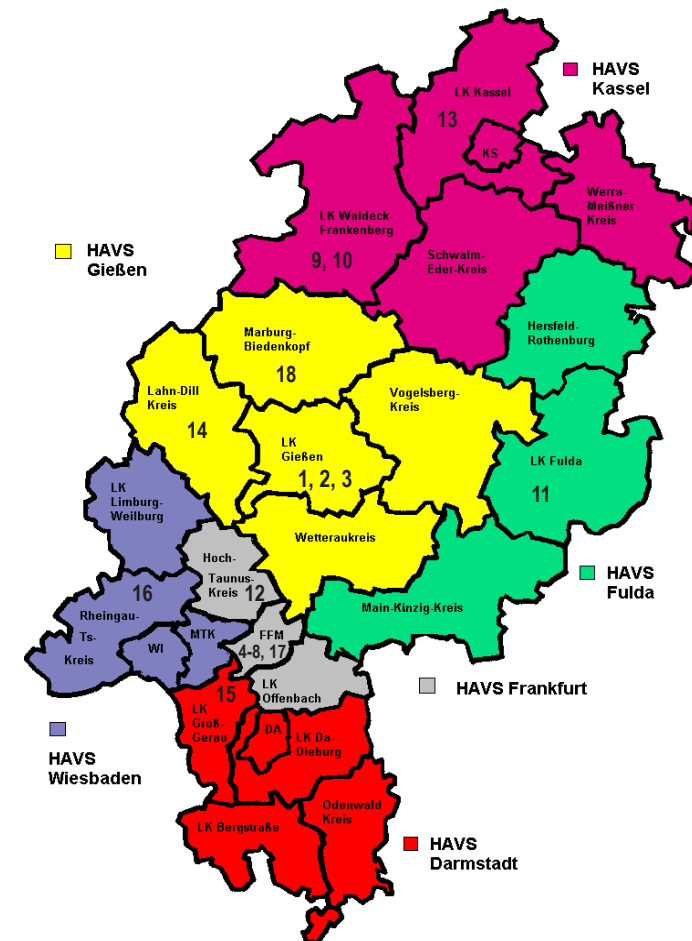 HAVS
Kassel
LK Kassel
13
KS
Werra-
Meißner
Kreis
LK Waldeck-
Frankenberg
9, 10
Schwalm-
Eder-Kreis
HAVS
Gießen
Marburg-
Biedenkopf
18
Hersfeld-
Rothenburg
Lahn-Dill
Kreis
14
Vogelsberg-
Kreis
LK
Gießen
1, 2, 3
LK Fulda
11
LK
Limburg-
Weilburg
Wetteraukreis
Hoch-
Taunus-
Kreis
12
HAVS
Fulda
16
Rheingau-
Ts-
Kreis
Main-Kinzig-Kreis
MTK
WI
FFM
4-8, 17
LK
Offenbach
HAVS Frankfurt
15
LK
Groß-
Gerau
HAVS
Wiesbaden
DA
LK Da-
Dieburg
Odenwald
Kreis
LK Bergstraße
HAVS
Darmstadt